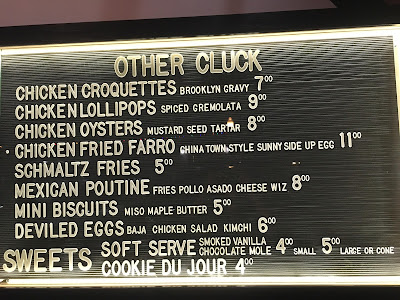 OTHER CLUCK
CHICKEN CROQUETTES BROOKLYN GRAVY 7 00
CHICKEN LOLLIPOPS SPICED GREMOLATA 9 00
CHICKEN OYSTERS MUSTARD SEED TARTAR 8 00
CHICKEN FRIED FARRO CHINATOWN STYLE SUNNY SIDE UP EGG 11 00
SCHMALTZ FRIES 5 00
MEXICAN POUTINE FRIES POLLO ASADO CHEESE WIZ 8 00
MINI BISCUITS MISO MAPLE BUTTER 5 00
DEVILED EGGS BAJA CHICKEN SALAD KIMCHI 6 00
SWEETS SOFT SERVE SMOKED VANILLA
CHOCOLATE MOLE 4 00 SMALL 5 00 LARGE OR CONE
COOKIE DU JOUR 4 00